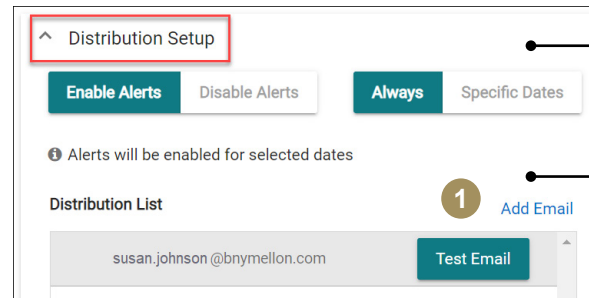 Distribution Setup
Enable Alerts Disable Alerts Always Specific Dates
Alerts will be enabled for selected dates
Distribution List 1 Add Email
susan.johnson @bnymellon.com Test Email